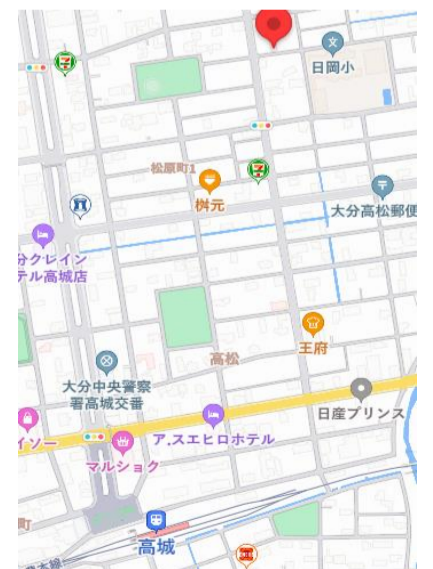 日岡小
松原町1
桝元
大分高松郵便
分クレイン
テル高城店
王府
高松
大分中央警察
署高城交番
日産プリンス
ア.スエヒロホテル
イソー
マルショク
町
高城
豊本線